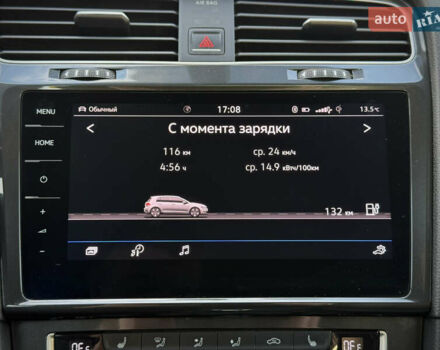 AIR BAG
auto RIA
MENU
Обычный
17:08
13.5°C
HOME
С момента зарядки
116 км
ср. 24 км/ч
4:56 ч
ср. 14.9 кВтч/100км
132 км